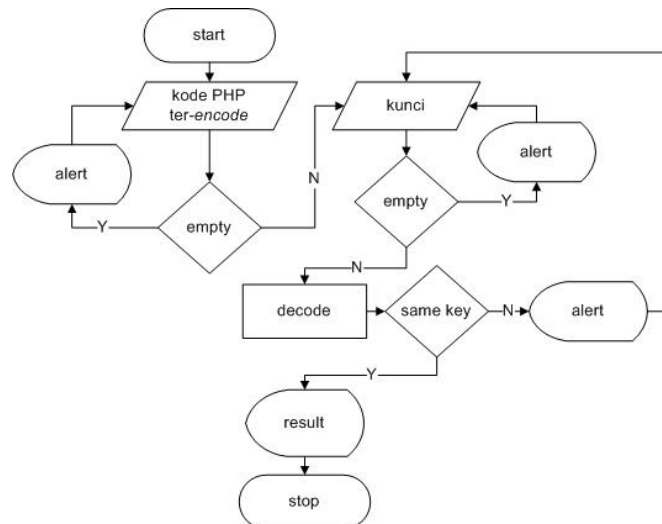 start
kode PHP
ter-encode
alert
empty
Y
N
kunci
alert
empty
Y
N
decode
same key
N
alert
Y
result
stop